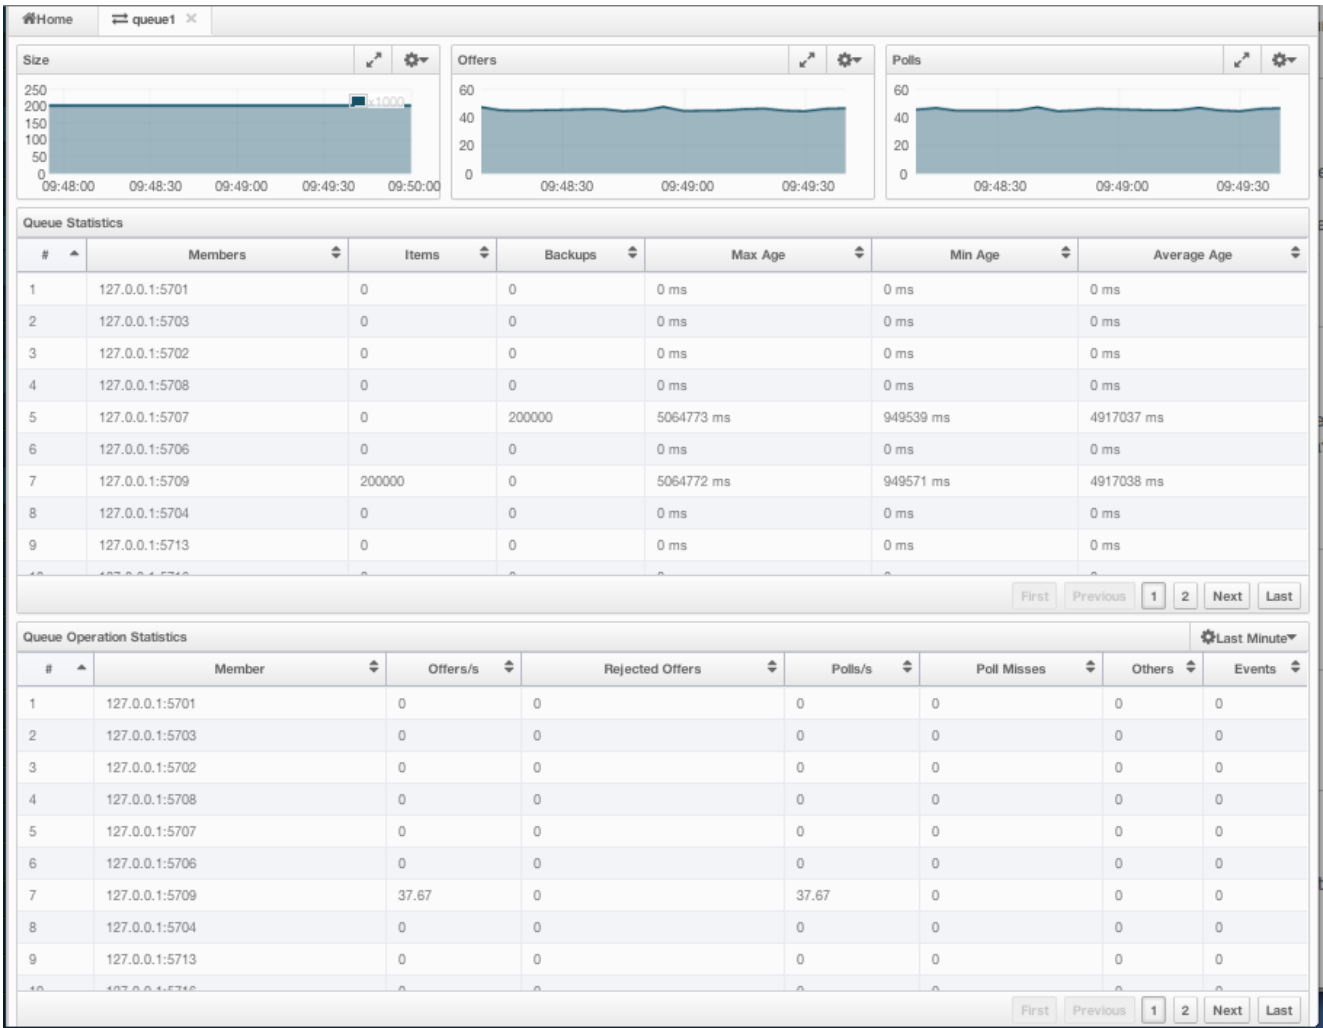 Home queue1 ×
Size Offers Polls
250
200
150
100
50
0
x1000
09:48:00 09:48:30 09:49:00 09:49:30 09:50:00
60
40
20
0
09:48:30 09:49:00 09:49:30
60
40
20
0
09:48:30 09:49:00 09:49:30
Queue Statistics
# Members Items Backups Max Age Min Age Average Age
1 127.0.0.1:5701 0 0 0 ms 0 ms 0 ms
2 127.0.0.1:5703 0 0 0 ms 0 ms 0 ms
3 127.0.0.1:5702 0 0 0 ms 0 ms 0 ms
4 127.0.0.1:5708 0 0 0 ms 0 ms 0 ms
5 127.0.0.1:5707 0 200000 5064773 ms 949539 ms 4917037 ms
6 127.0.0.1:5706 0 0 0 ms 0 ms 0 ms
7 127.0.0.1:5709 200000 0 5064772 ms 949571 ms 4917038 ms
8 127.0.0.1:5704 0 0 0 ms 0 ms 0 ms
9 127.0.0.1:5713 0 0 0 ms 0 ms 0 ms
First Previous 1 2 Next Last
Queue Operation Statistics Last Minute
# Member Offers/s Rejected Offers Polls/s Poll Misses Others Events
1 127.0.0.1:5701 0 0 0 0 0 0
2 127.0.0.1:5703 0 0 0 0 0 0
3 127.0.0.1:5702 0 0 0 0 0 0
4 127.0.0.1:5708 0 0 0 0 0 0
5 127.0.0.1:5707 0 0 0 0 0 0
6 127.0.0.1:5706 0 0 0 0 0 0
7 127.0.0.1:5709 37.67 0 37.67 0 0 0
8 127.0.0.1:5704 0 0 0 0 0 0
9 127.0.0.1:5713 0 0 0 0 0 0
First Previous 1 2 Next Last